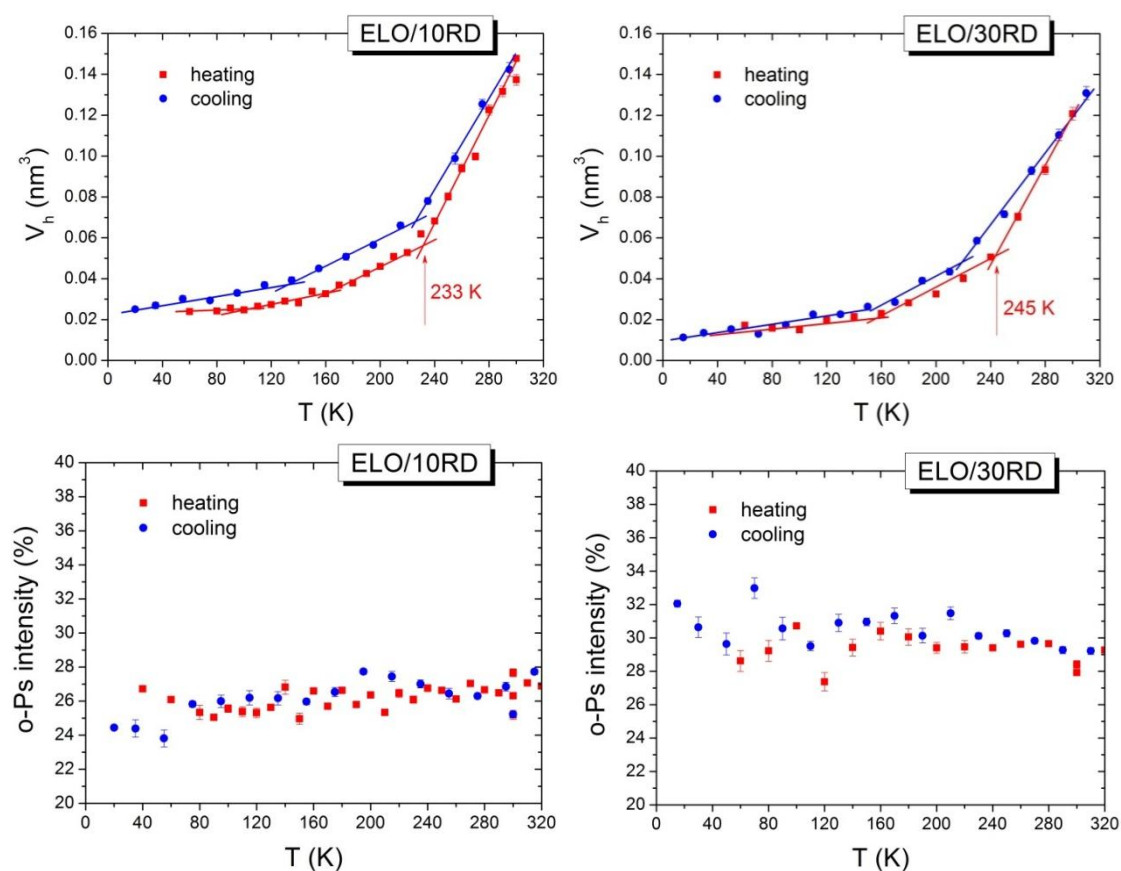 ELO/10RD
heating
cooling
V_h (nm³)
0.16
0.14
0.12
0.10
0.08
0.06
0.04
0.02
0.00
233 K
0 40 80 120 160 200 240 280 320
T (K)
ELO/30RD
heating
cooling
V_h (nm³)
0.16
0.14
0.12
0.10
0.08
0.06
0.04
0.02
0.00
245 K
0 40 80 120 160 200 240 280 320
T (K)
ELO/10RD
heating
cooling
o-Ps intensity (%)
40
38
36
34
32
30
28
26
24
22
20
0 40 80 120 160 200 240 280 320
T (K)
ELO/30RD
heating
cooling
o-Ps intensity (%)
40
38
36
34
32
30
28
26
24
22
20
0 40 80 120 160 200 240 280 320
T (K)